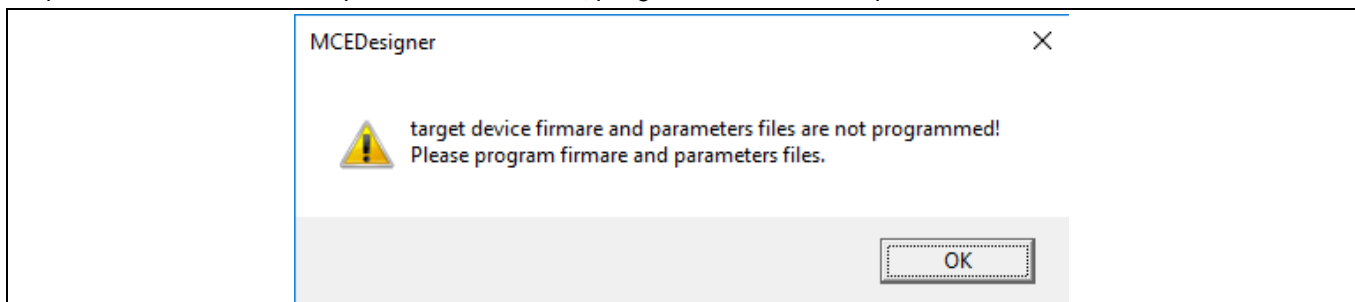 MCEDesigner
target device firmare and parameters files are not programmed!
Please program firmare and parameters files.
OK